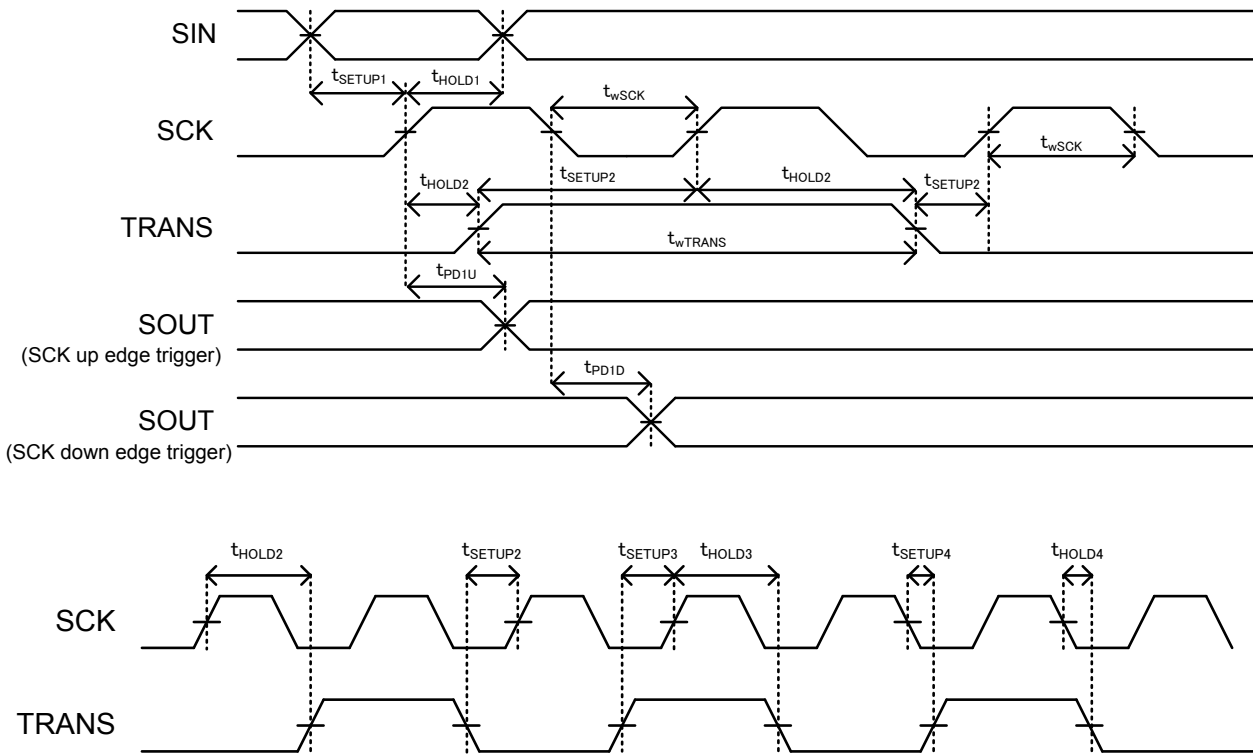 SIN
tSETUP1
tHOLD1
twSCK
SCK
twSCK
tHOLD2
tSETUP2
tHOLD2
tSETUP2
TRANS
twTRANS
tPD1U
SOUT
(SCK up edge trigger)
tPD1D
SOUT
(SCK down edge trigger)
tHOLD2
tSETUP2
tSETUP3
tHOLD3
tSETUP4
tHOLD4
SCK
TRANS